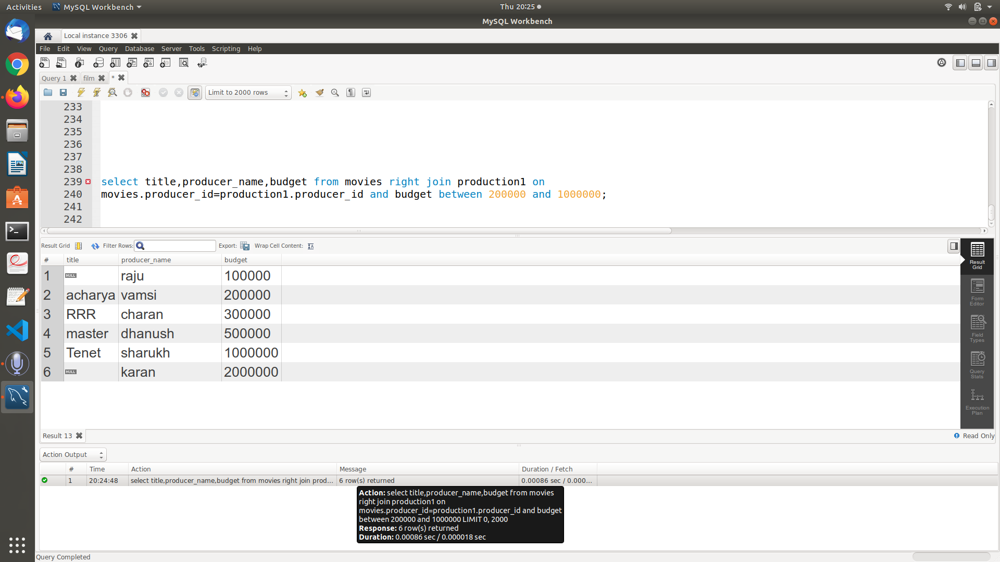 Activities MySQL Workbench Thu 20:25
MySQL Workbench
Local instance 3306
File Edit View Query Database Server Tools Scripting Help
Query 1 film *
Limit to 2000 rows
233
234
235
236
237
238
239 select title,producer_name,budget from movies right join production1 on
240 movies.producer_id=production1.producer_id and budget between 200000 and 1000000;
241
242
Result Grid Filter Rows: Export: Wrap Cell Content:
# title producer_name budget
1 NULL raju 100000
2 acharya vamsi 200000
3 RRR charan 300000
4 master dhanush 500000
5 Tenet sharukh 1000000
6 NULL karan 2000000
Result
Grid
Form
Editor
Field
Types
Query
Stats
Execution
Plan
Result 13 Read Only
Action Output
# Time Action Message Duration / Fetch
1 20:24:48 select title,producer_name,budget from movies right join prod... 6 row(s) returned 0.00086 sec / 0.000...
Action: select title,producer_name,budget from movies
right join production1 on
movies.producer_id=production1.producer_id and budget
between 200000 and 1000000 LIMIT 0, 2000
Response: 6 row(s) returned
Duration: 0.00086 sec / 0.000018 sec
Query Completed